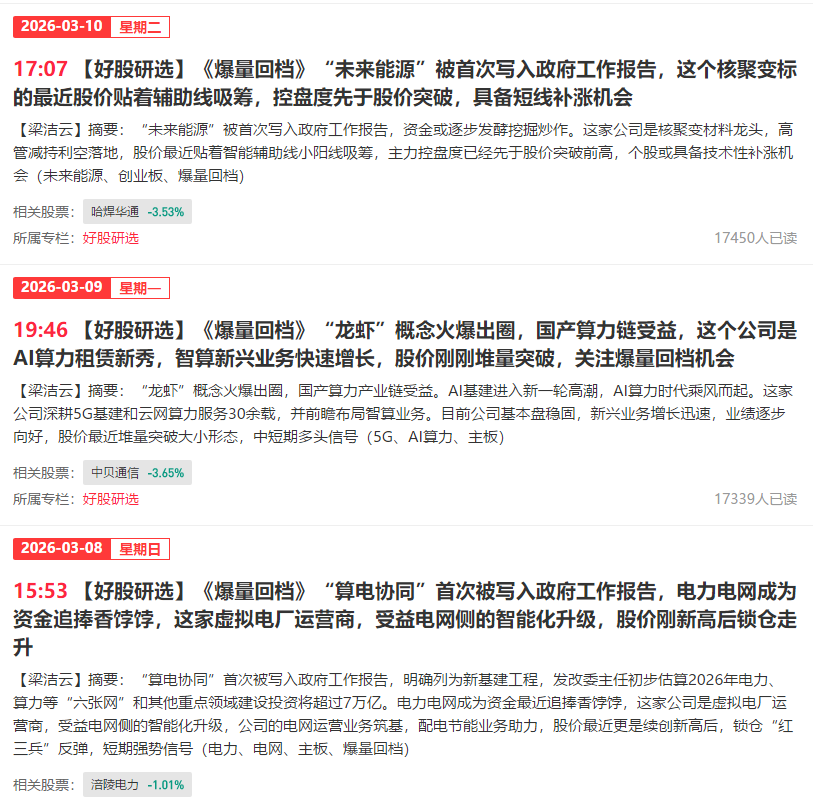 2026-03-10 星期二
17:07 【好股研选】《爆量回档》“未来能源”被首次写入政府工作报告，这个核聚变标
的最近股价贴着辅助线吸筹，控盘度先于股价突破，具备短线补涨机会
【梁洁云】摘要：“未来能源”被首次写入政府工作报告，资金或逐步发酵挖掘炒作。这家公司是核聚变材料龙头，高
管减持利空落地，股价最近贴着智能辅助线小阳线吸筹，主力控盘度已经先于股价突破前高，个股或具备技术性补涨机
会（未来能源、创业板、爆量回档）
相关股票： 哈焊华通 -3.53%
所属专栏：好股研选 17450人已读
2026-03-09 星期一
19:46 【好股研选】《爆量回档》“龙虾”概念火爆出圈，国产算力链受益，这个公司是
AI算力租赁新秀，智算新兴业务快速增长，股价刚刚堆量突破，关注爆量回档机会
【梁洁云】摘要：“龙虾”概念火爆出圈，国产算力产业链受益。AI基建进入新一轮高潮，AI算力时代乘风而起。这家
公司深耕5G基建和云网算力服务30余载，并前瞻布局智算业务。目前公司基本盘稳固，新兴业务增长迅速，业绩逐步
向好，股价最近堆量突破大小形态，中短期多头信号（5G、AI算力、主板）
相关股票： 中贝通信 -3.65%
所属专栏：好股研选 17339人已读
2026-03-08 星期日
15:53 【好股研选】《爆量回档》“算电协同”首次被写入政府工作报告，电力电网成为
资金追捧香饽饽，这家虚拟电厂运营商，受益电网侧的智能化升级，股价刚新高后锁仓走
升
【梁洁云】摘要：“算电协同”首次被写入政府工作报告，明确列为新基建工程，发改委主任初步估算2026年电力、
算力等“六张网”和其他重点领域建设投资将超过7万亿。电力电网成为资金最近追捧香饽饽，这家公司是虚拟电厂运
营商，受益电网侧的智能化升级，公司的电网运营业务筑基，配电节能业务助力，股价最近更是续创新高后，锁仓“红
三兵”反弹，短期强势信号（电力、电网、主板、爆量回档）
相关股票： 涪陵电力 -1.01%